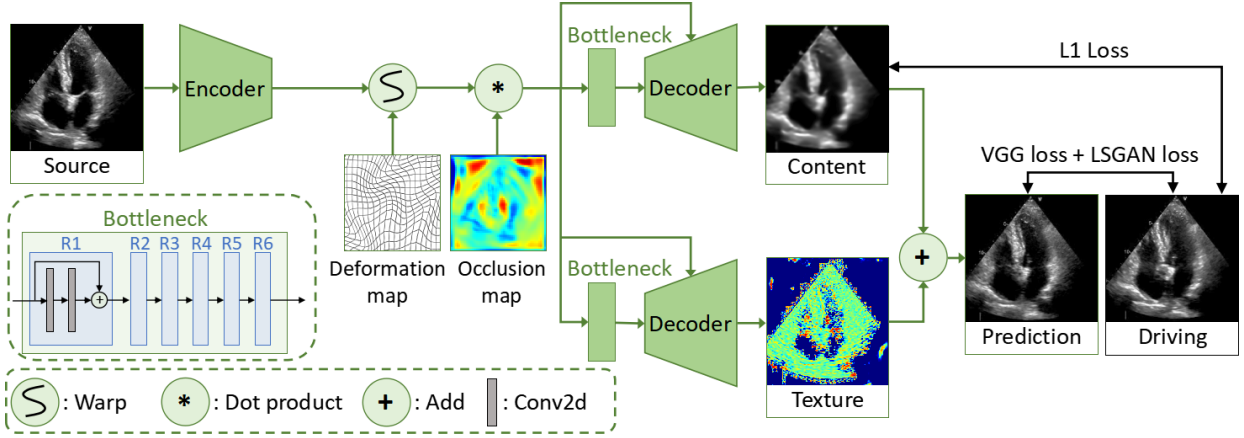 Source
Encoder
*
Deformation
map
Occlusion
map
Bottleneck
Decoder
Content
L1 Loss
VGG loss + LSGAN loss
Bottleneck
Decoder
Texture
+
Prediction
Driving
Bottleneck
R1 R2 R3 R4 R5 R6
+
: Warp * : Dot product + : Add : Conv2d